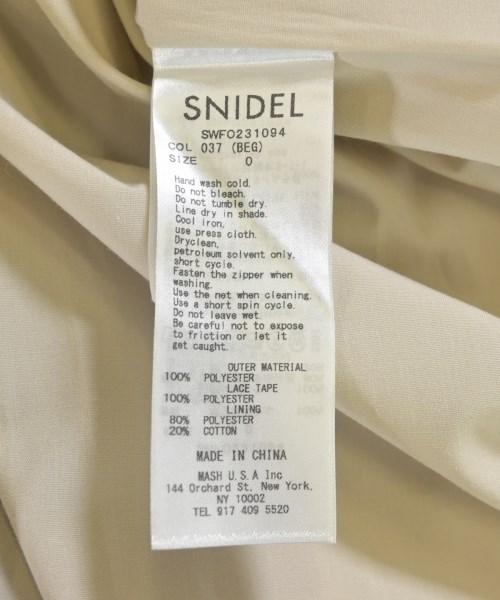 SNIDEL
SWFO231094
COL 037 (BEG)
SIZE 0
Hand wash cold.
Do not bleach.
Do not tumble dry.
Line dry in shade.
Cool iron,
use press cloth.
Dryclean,
petroleum solvent only,
short cycle.
Fasten the zipper when
washing.
Use the net when cleaning.
Use a short spin cycle.
Do not leave wet.
Be careful not to expose
to friction or let it
get caught.
OUTER MATERIAL
100% POLYESTER
LACE TAPE
100% POLYESTER
LINING
80% POLYESTER
20% COTTON
MADE IN CHINA
MASH U.S.A Inc
144 Orchard St. New York,
NY 10002
TEL 917 409 5520